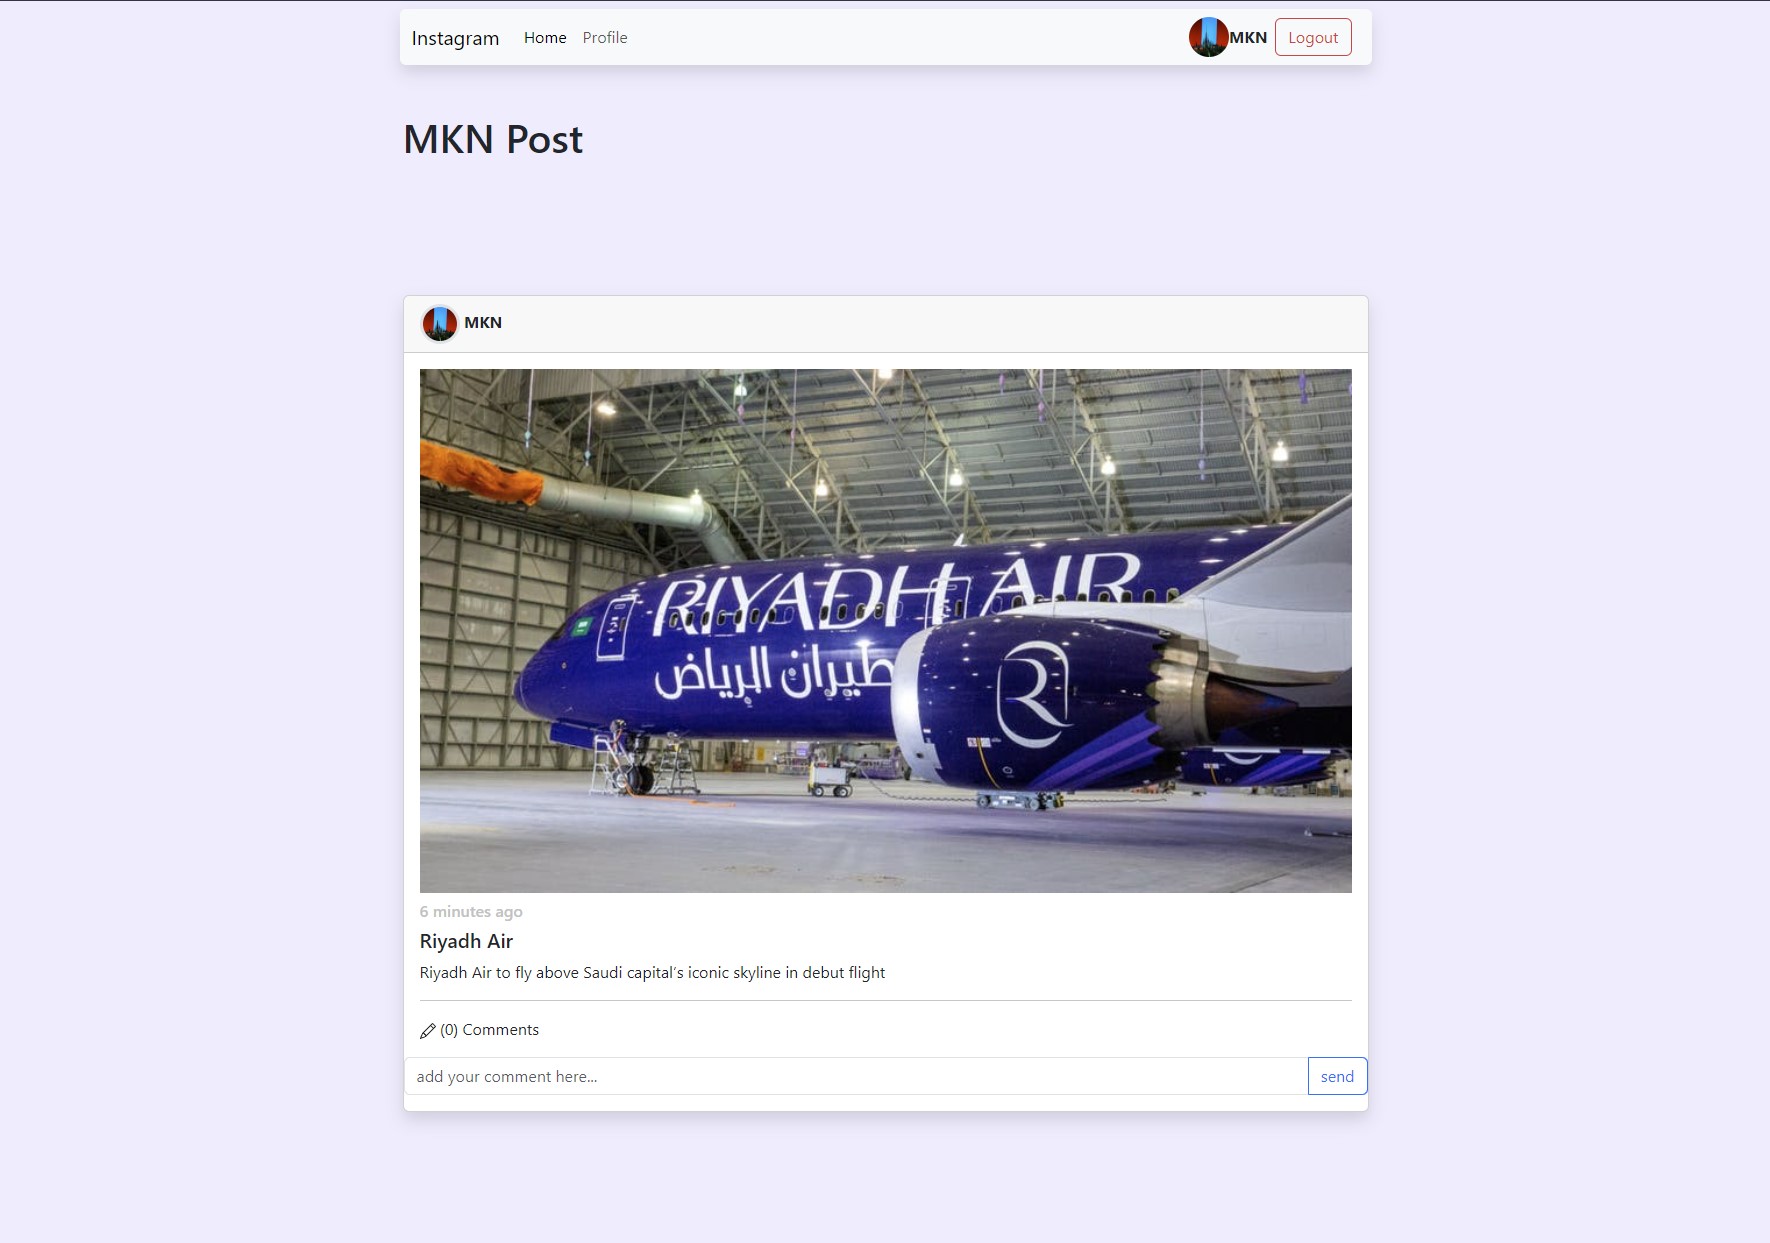 Instagram Home Profile MKN Logout
MKN Post
MKN
RIYADH AIR
طيران الرياض
R
6 minutes ago
Riyadh Air
Riyadh Air to fly above Saudi capital's iconic skyline in debut flight
(0) Comments
add your comment here... send